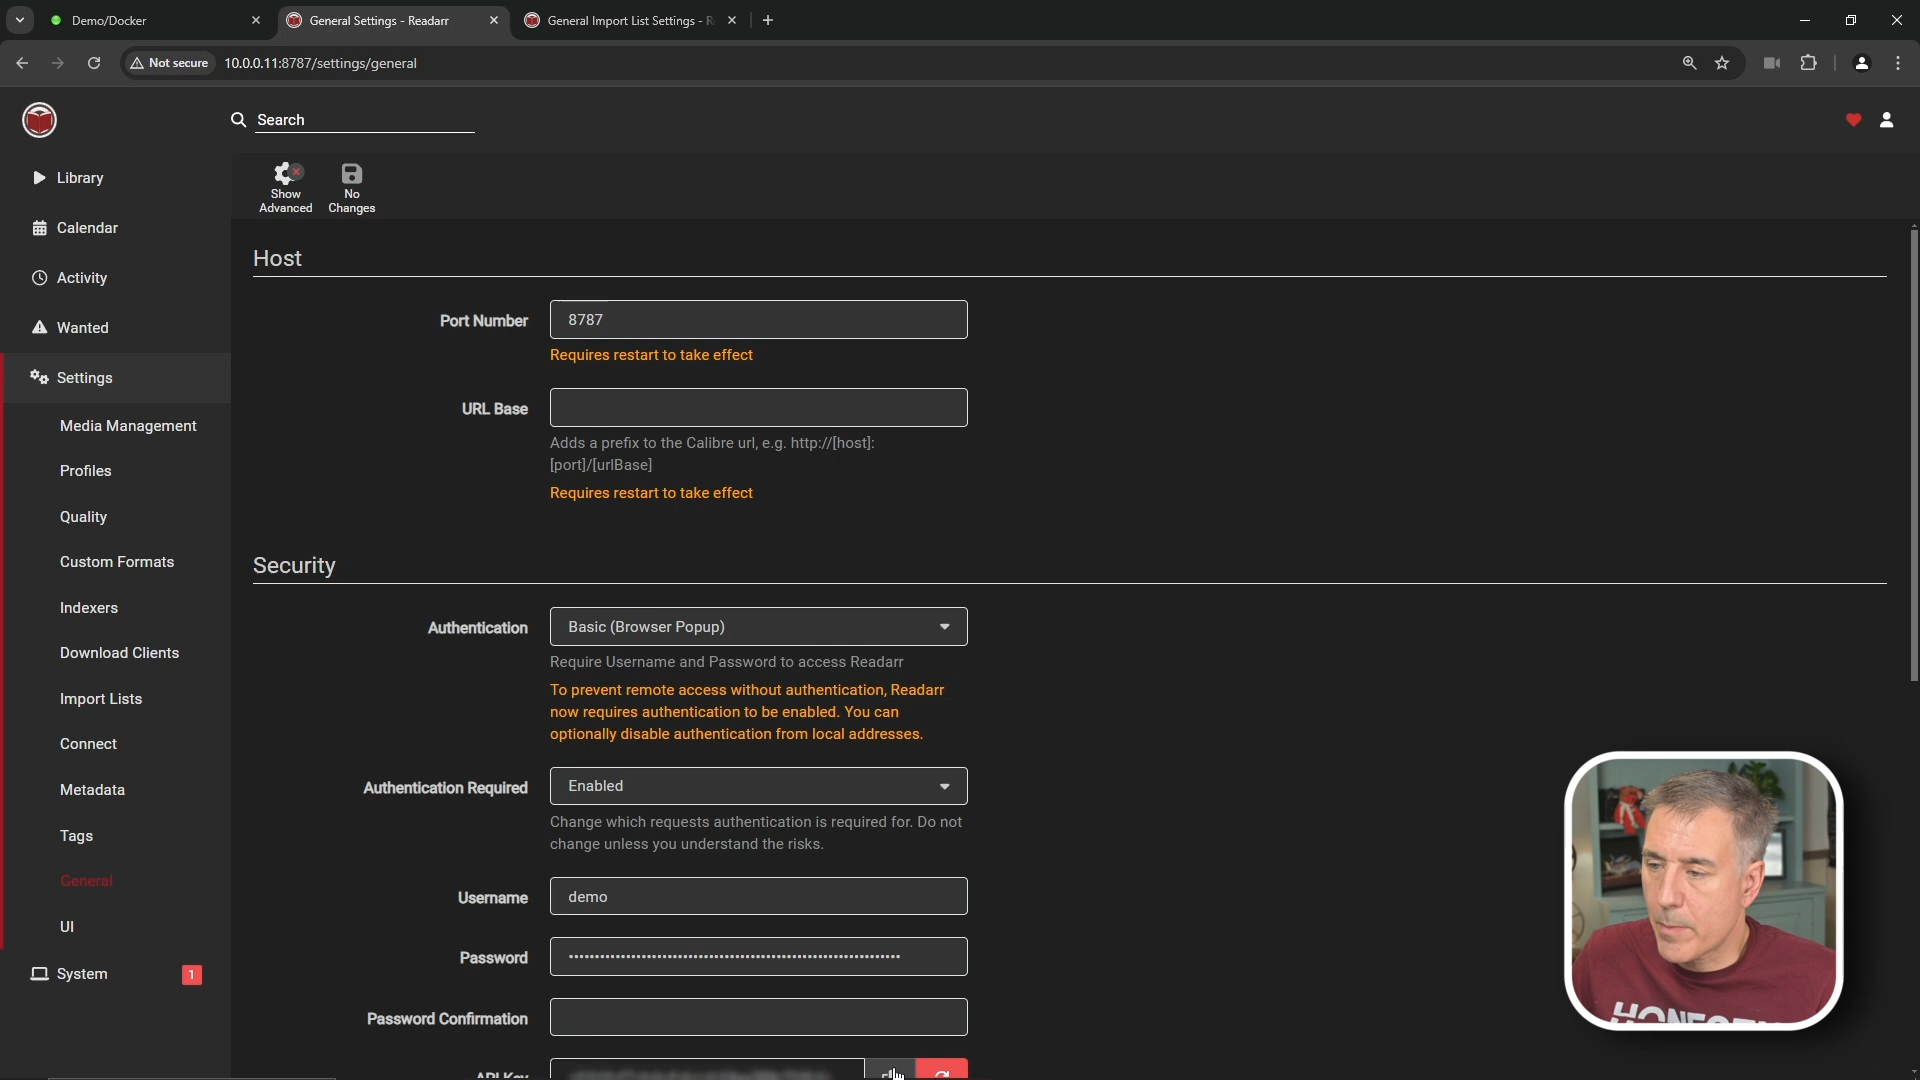 Demo/Docker
General Settings - Readarr
General Import List Settings - R
Not secure
10.0.0.11:8787/settings/general
Search
Library
Calendar
Activity
Wanted
Settings
Media Management
Profiles
Quality
Custom Formats
Indexers
Download Clients
Import Lists
Connect
Metadata
Tags
General
UI
System
1
Show
Advanced
No
Changes
Host
Port Number
8787
Requires restart to take effect
URL Base
Adds a prefix to the Calibre url, e.g. http://[host]:
[port]/[urlBase]
Requires restart to take effect
Security
Authentication
Basic (Browser Popup)
Require Username and Password to access Readarr
To prevent remote access without authentication, Readarr
now requires authentication to be enabled. You can
optionally disable authentication from local addresses.
Authentication Required
Enabled
Change which requests authentication is required for. Do not
change unless you understand the risks.
Username
demo
Password
Password Confirmation
API Key